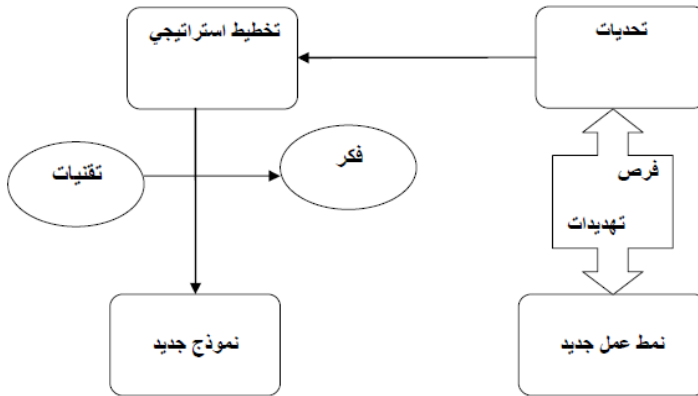 تحديات
تخطيط استراتيجي
فكر
تقنيات
فرص
تهديدات
نمط عمل جديد
نموذج جديد